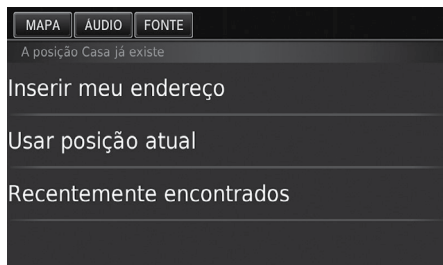 MAPA ÁUDIO FONTE
A posição Casa já existe
Inserir meu endereço
Usar posição atual
Recentemente encontrados